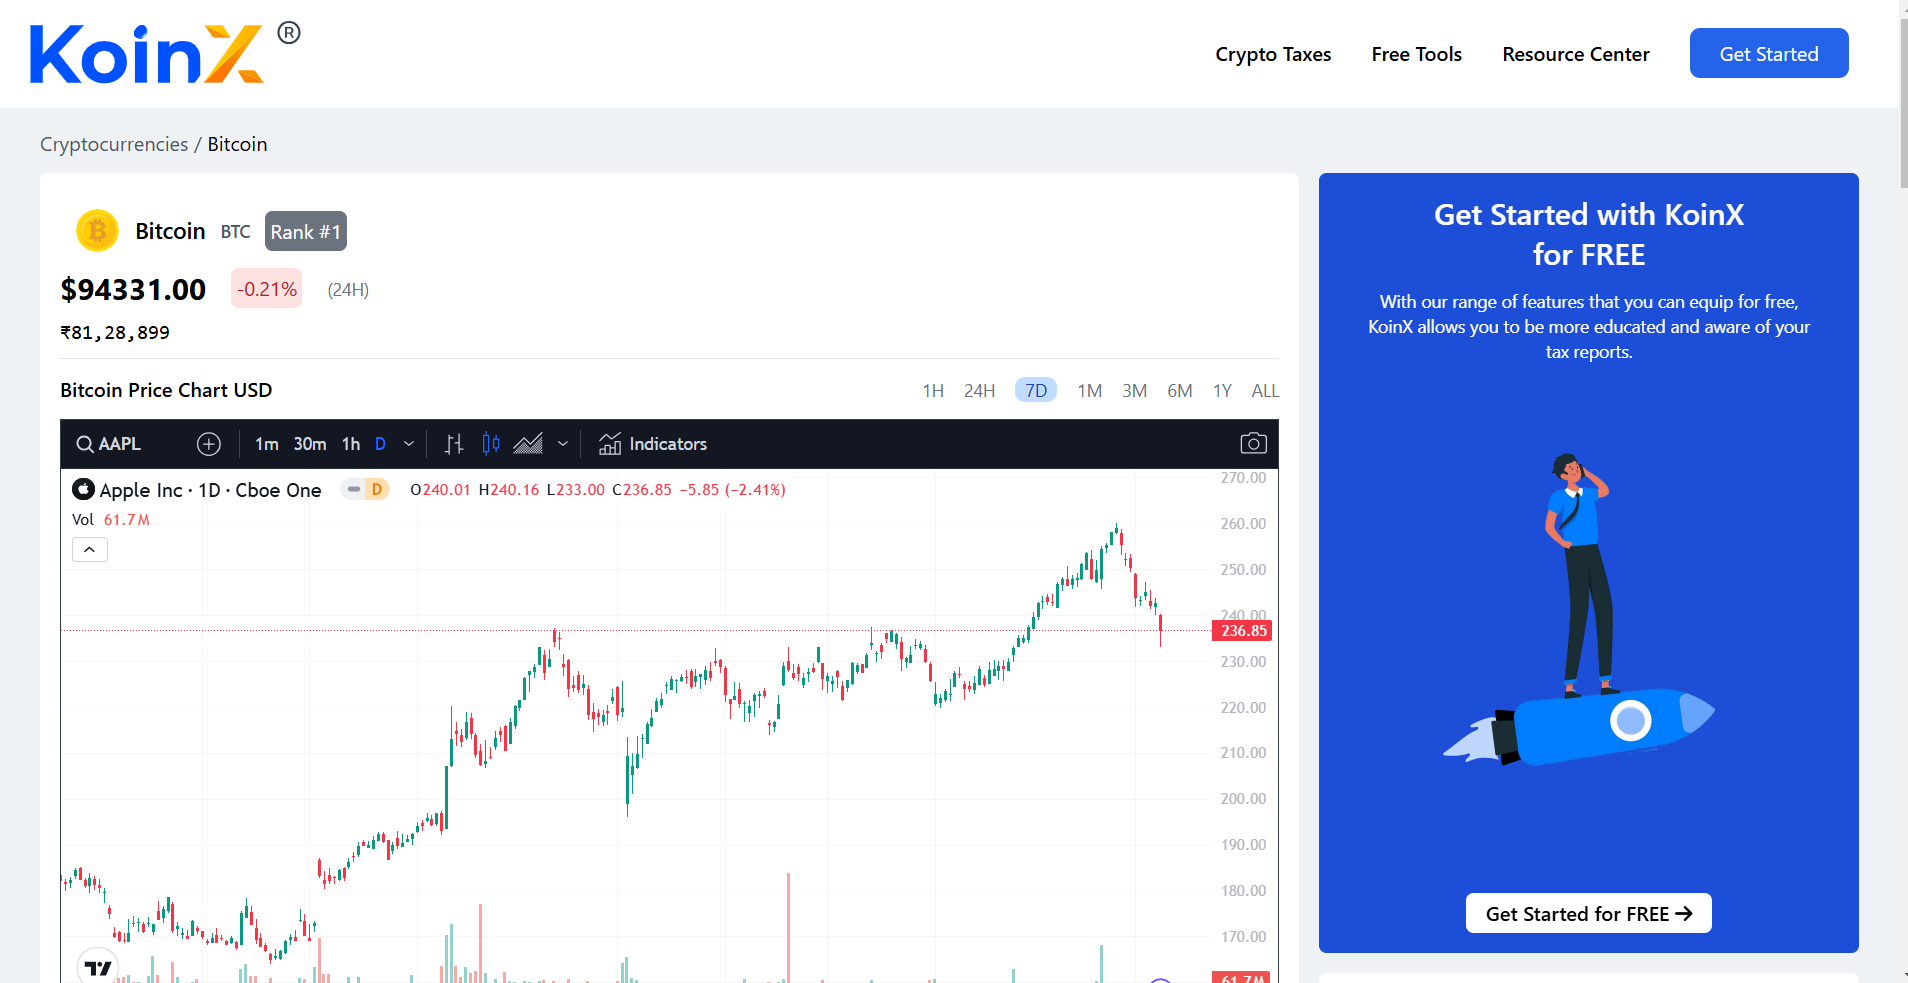 KoinX ®
Crypto Taxes Free Tools Resource Center Get Started
Cryptocurrencies / Bitcoin
Bitcoin BTC Rank #1
$94331.00 -0.21% (24H)
₹81,28,899
Bitcoin Price Chart USD
1H 24H 7D 1M 3M 6M 1Y ALL
AAPL 1m 30m 1h D Indicators
Apple Inc · 1D · Cboe One D O240.01 H240.16 L233.00 C236.85 −5.85 (−2.41%)
Vol 61.7M
270.00
260.00
250.00
240.00
236.85
230.00
220.00
210.00
200.00
190.00
180.00
170.00
61.7M
Get Started with KoinX
for FREE
With our range of features that you can equip for free,
KoinX allows you to be more educated and aware of your
tax reports.
Get Started for FREE →